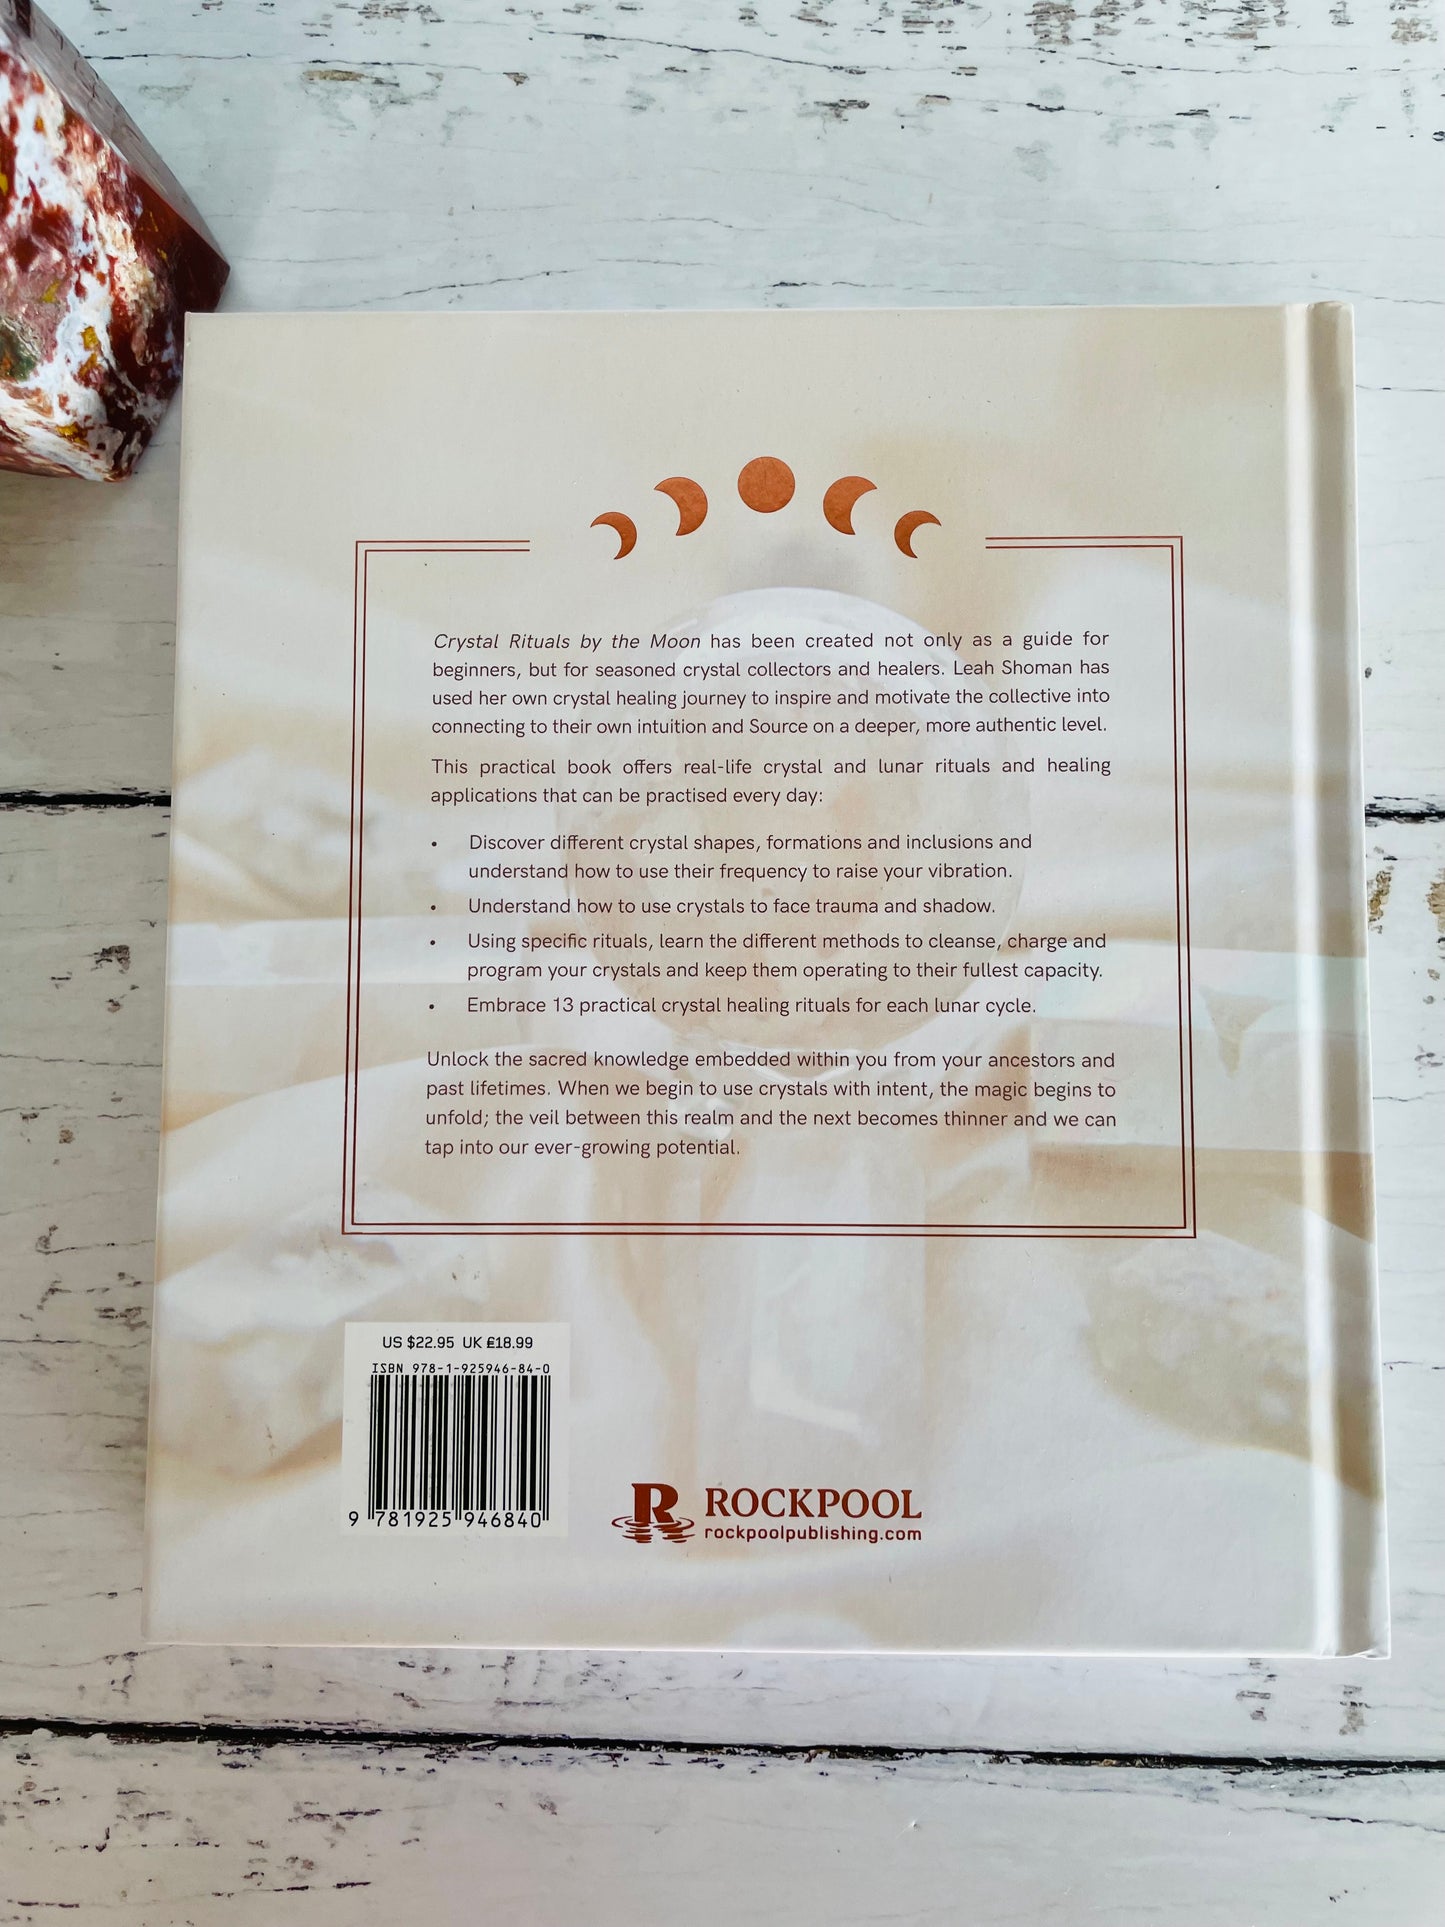 Crystal Rituals by the Moon has been created not only as a guide for
beginners, but for seasoned crystal collectors and healers. Leah Shoman has
used her own crystal healing journey to inspire and motivate the collective into
connecting to their own intuition and Source on a deeper, more authentic level.
This practical book offers real-life crystal and lunar rituals and healing
applications that can be practised every day:
• Discover different crystal shapes, formations and inclusions and
understand how to use their frequency to raise your vibration.
• Understand how to use crystals to face trauma and shadow.
• Using specific rituals, learn the different methods to cleanse, charge and
program your crystals and keep them operating to their fullest capacity.
• Embrace 13 practical crystal healing rituals for each lunar cycle.
Unlock the sacred knowledge embedded within you from your ancestors and
past lifetimes. When we begin to use crystals with intent, the magic begins to
unfold; the veil between this realm and the next becomes thinner and we can
tap into our ever-growing potential.
US $22.95 UK £18.99
ISBN 978-1-925946-84-0
9 781925 946840
R ROCKPOOL
rockpoolpublishing.com